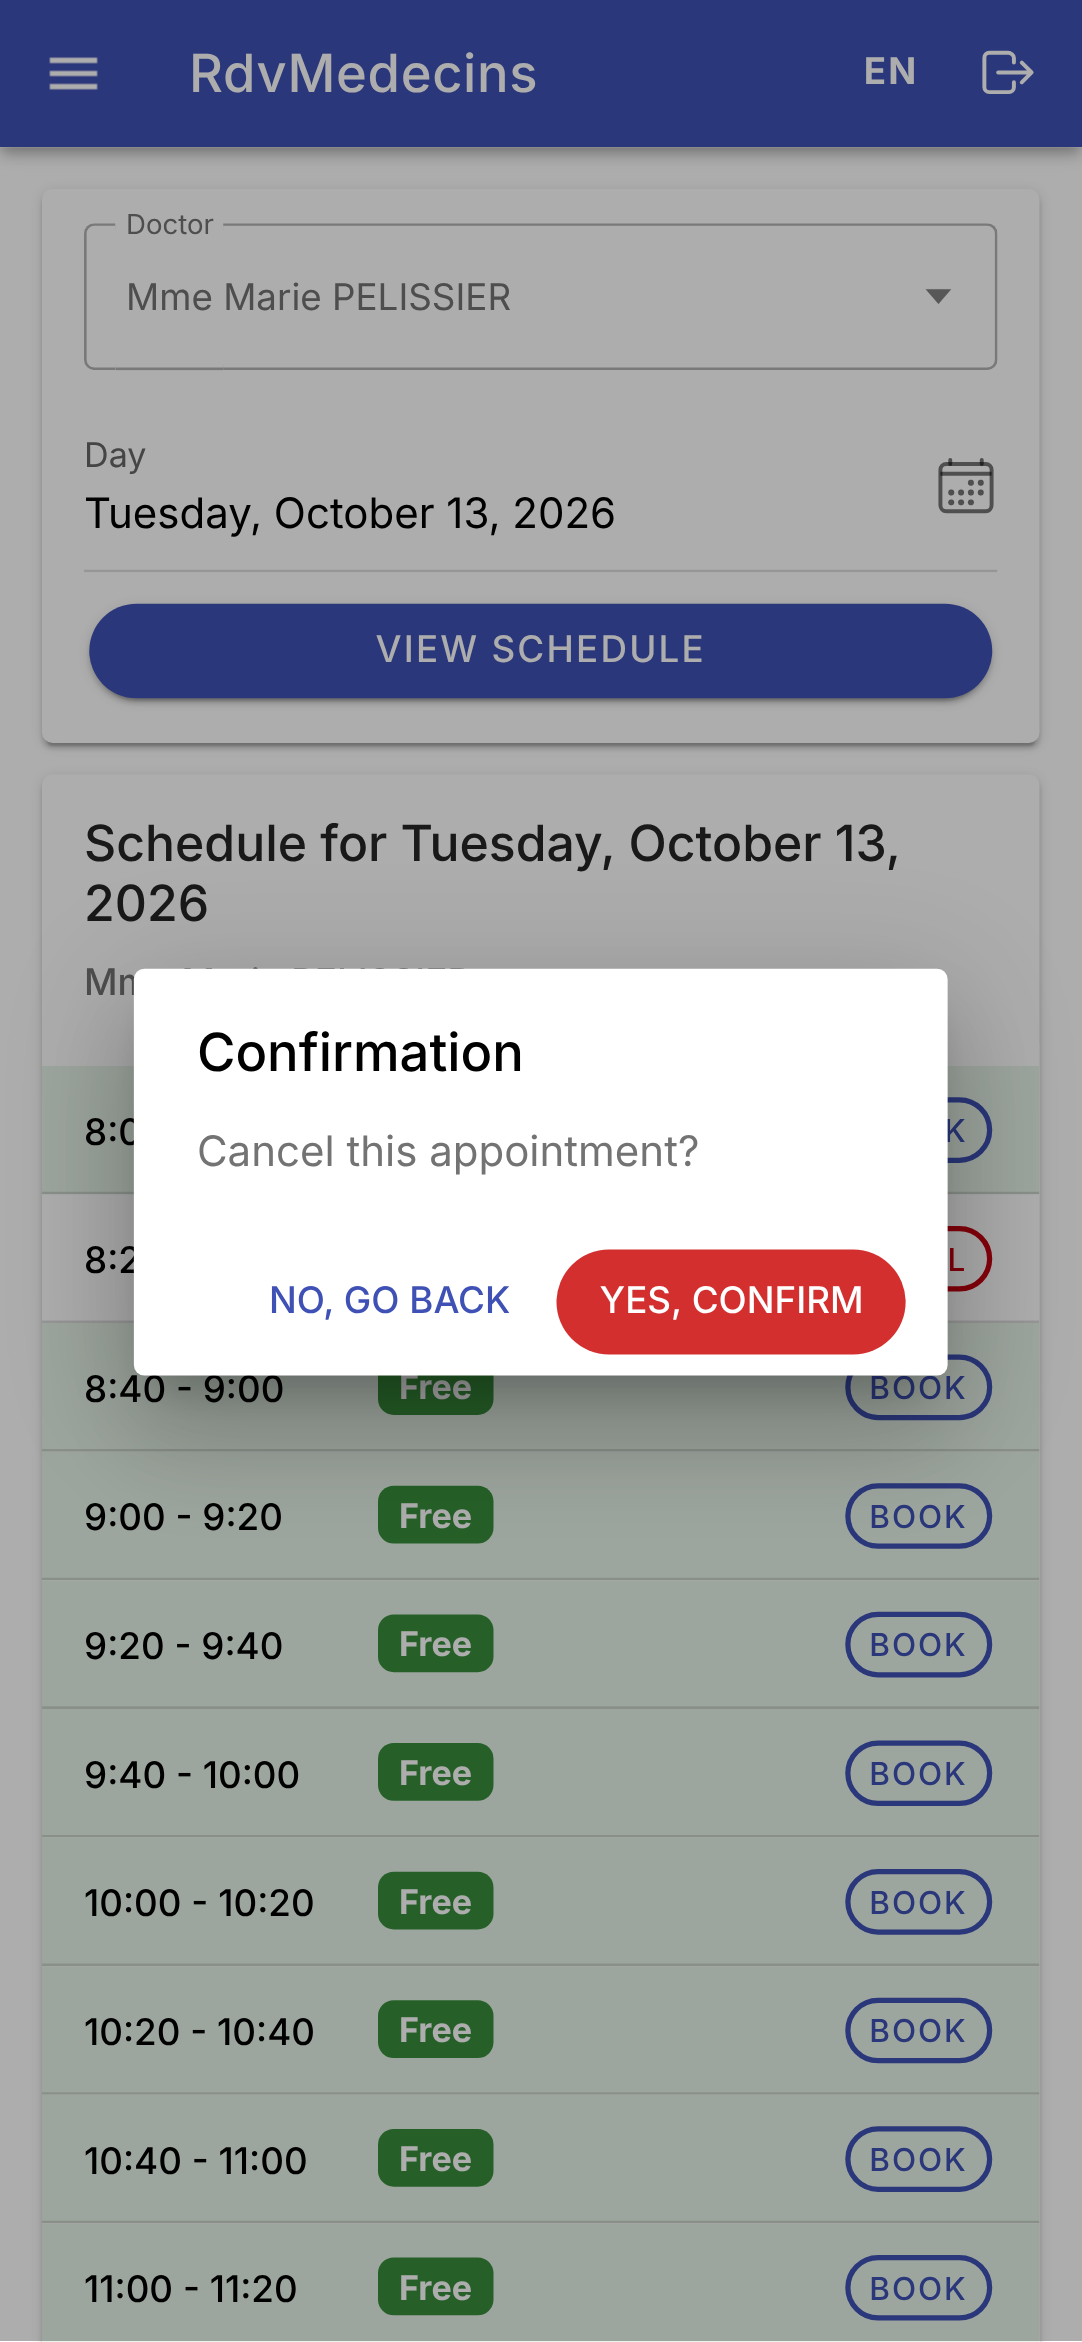 RdvMedecins
EN
Doctor
Mme Marie PELISSIER
Day
Tuesday, October 13, 2026
VIEW SCHEDULE
Schedule for Tuesday, October 13,
2026
Confirmation
Cancel this appointment?
NO, GO BACK
YES, CONFIRM
8:40 - 9:00 Free BOOK
9:00 - 9:20 Free BOOK
9:20 - 9:40 Free BOOK
9:40 - 10:00 Free BOOK
10:00 - 10:20 Free BOOK
10:20 - 10:40 Free BOOK
10:40 - 11:00 Free BOOK
11:00 - 11:20 Free BOOK